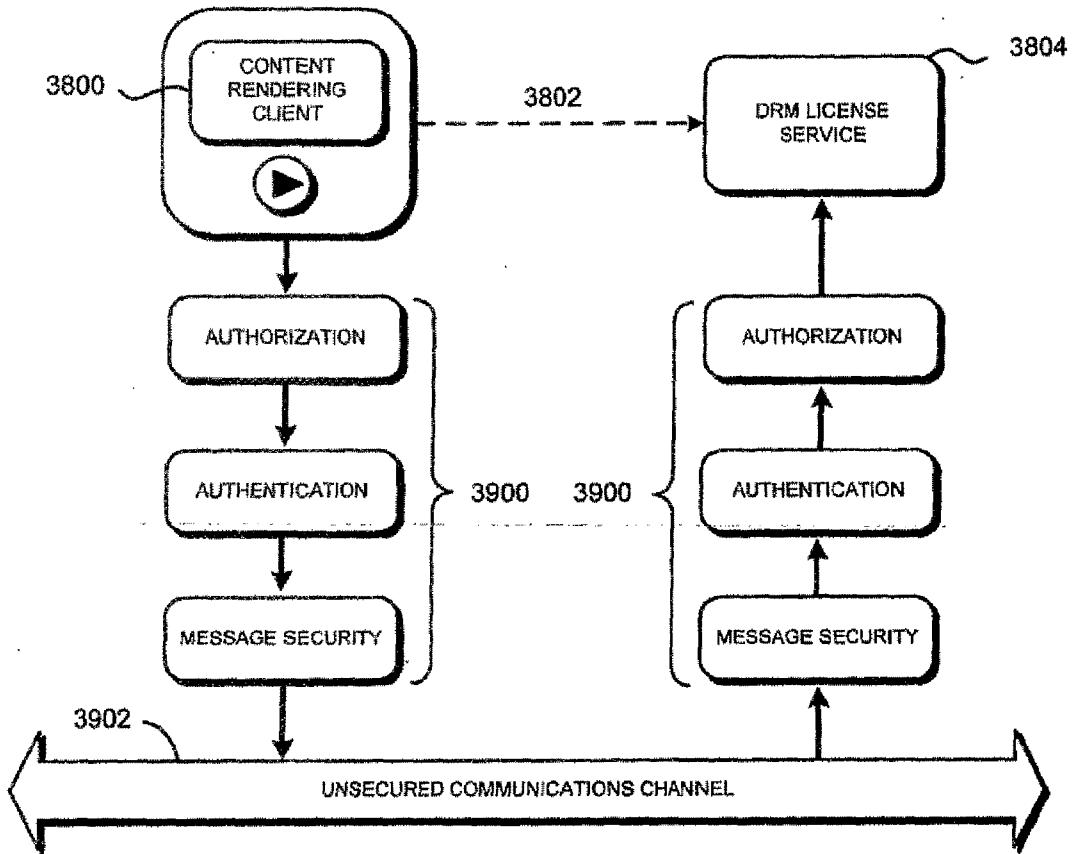 3800
CONTENT
RENDERING
CLIENT
3802
3804
DRM LICENSE
SERVICE
AUTHORIZATION
AUTHENTICATION
MESSAGE SECURITY
3900
3900
AUTHORIZATION
AUTHENTICATION
MESSAGE SECURITY
3902
UNSECURED COMMUNICATIONS CHANNEL